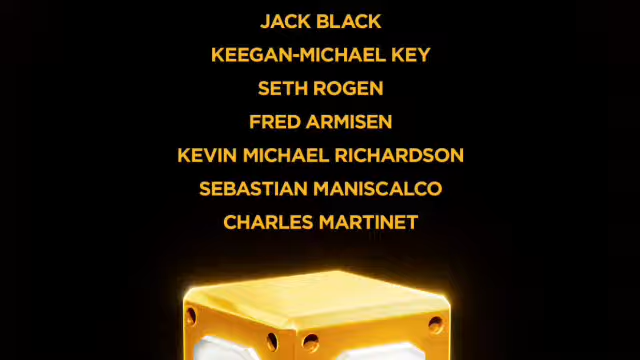 JACK BLACK
KEEGAN-MICHAEL KEY
SETH ROGEN
FRED ARMISEN
KEVIN MICHAEL RICHARDSON
SEBASTIAN MANISCALCO
CHARLES MARTINET